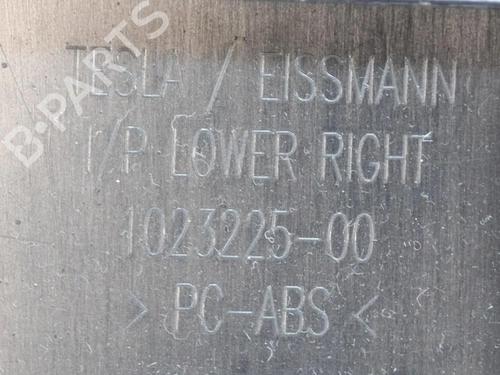 TESLA / EISSMANN
I/P LOWER RIGHT
1023225-00
> PC-ABS <
B-PARTS